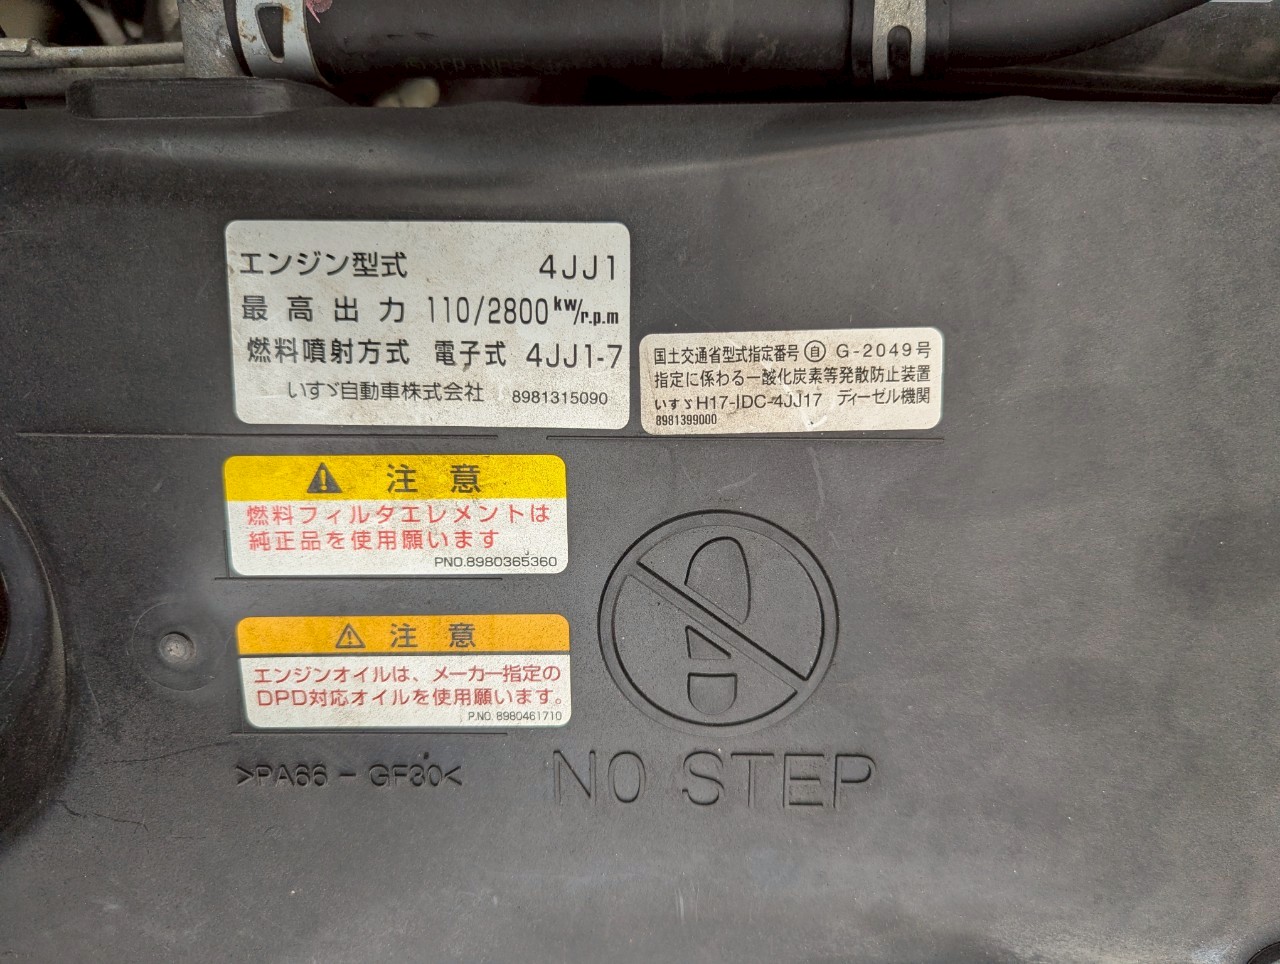 エンジン型式 4JJ1
最高出力 110/2800kw/r.p.m
燃料噴射方式 電子式 4JJ1-7
いすゞ自動車株式会社 8981315090
国土交通省型式指定番号 自 G-2049号
指定に係わる一酸化炭素等発散防止装置
いすゞH17-IDC-4JJ17 ディーゼル機関
8981399000
注意
燃料フィルタエレメントは
純正品を使用願います
PNO.8980365360
注意
エンジンオイルは、メーカー指定の
DPD対応オイルを使用願います。
P.NO. 8980461710
>PA66-GF30<
NO STEP